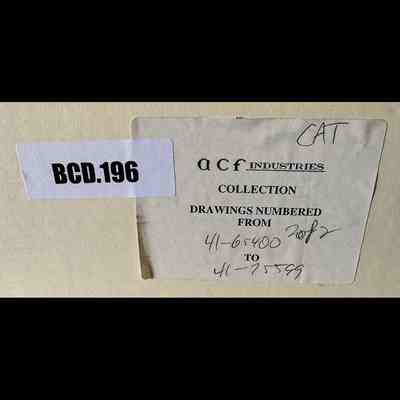 CAT
BCD.196
acf INDUSTRIES
COLLECTION
DRAWINGS NUMBERED
FROM
41-65400 2 of 2
TO
41-75599